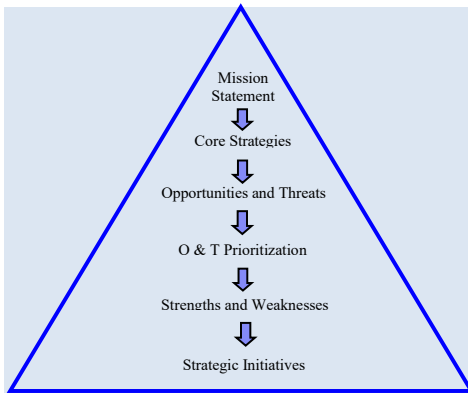 Mission
Statement
Core Strategies
Opportunities and Threats
O & T Prioritization
Strengths and Weaknesses
Strategic Initiatives